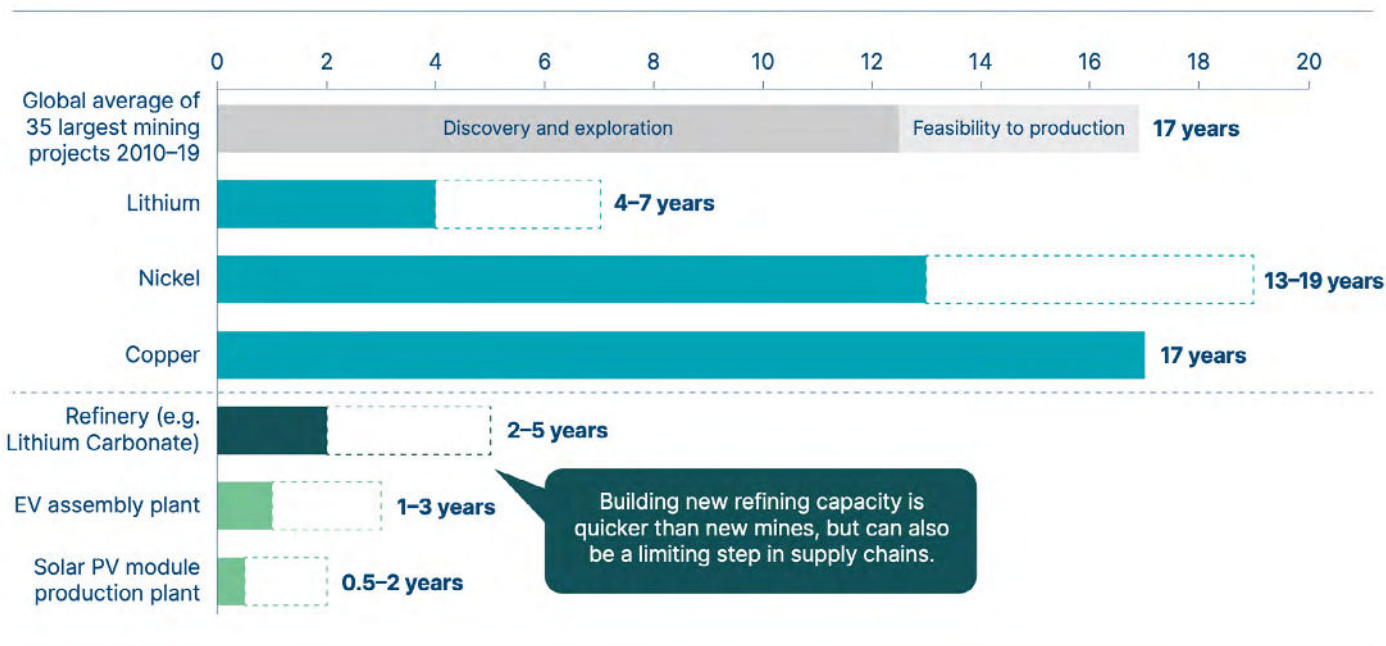 0 2 4 6 8 10 12 14 16 18 20
Global average of
35 largest mining
projects 2010–19
Discovery and exploration
Feasibility to production
17 years
Lithium
4–7 years
Nickel
13–19 years
Copper
17 years
Refinery (e.g.
Lithium Carbonate)
2–5 years
EV assembly plant
1–3 years
Building new refining capacity is
quicker than new mines, but can also
be a limiting step in supply chains.
Solar PV module
production plant
0.5–2 years